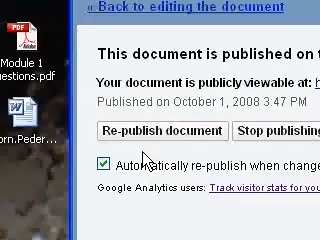 « Back to editing the document
This document is published on
Your document is publicly viewable at:
Published on October 1, 2008 3:47 PM
Re-publish document
Stop publishing
Automatically re-publish when change
Google Analytics users: Track visitor stats for you
PDF
Adobe
Module 1
uestions.pdf
orn.Peder...